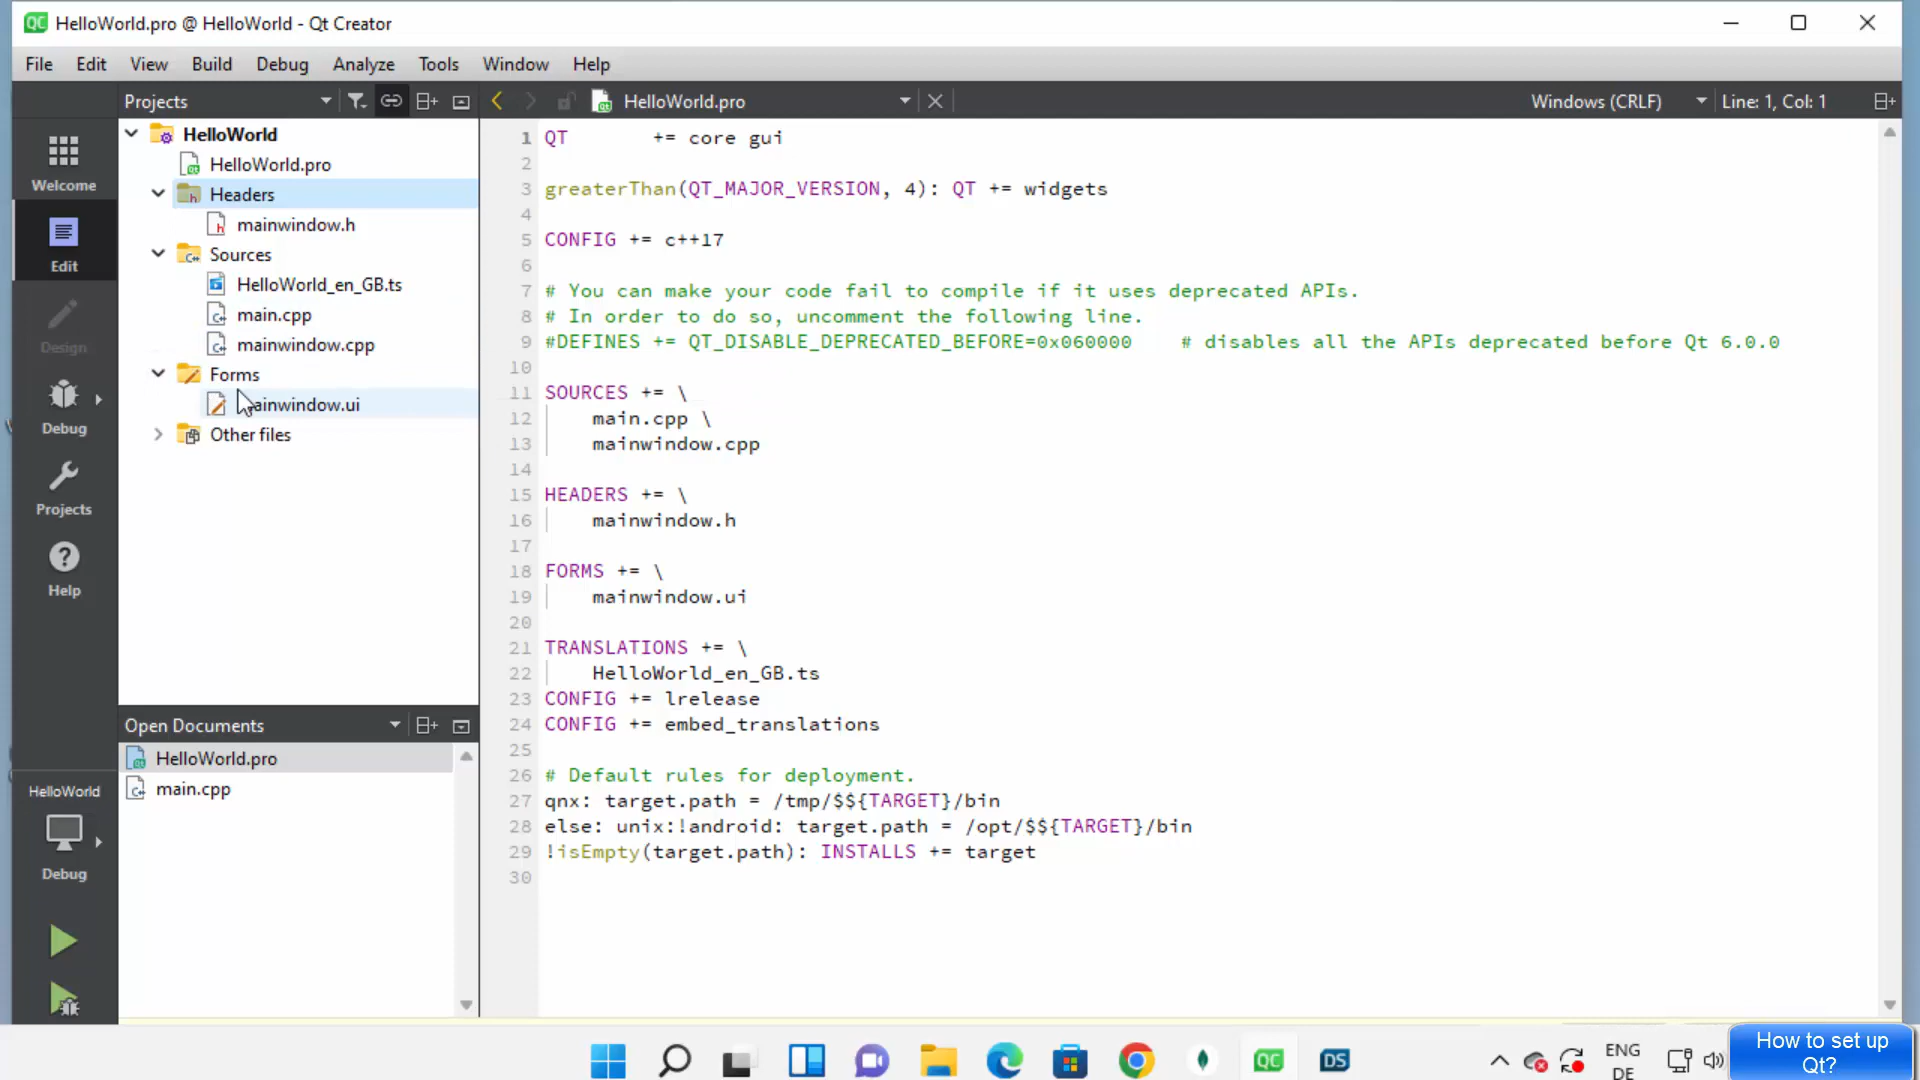 QC HelloWorld.pro @ HelloWorld - Qt Creator
File Edit View Build Debug Analyze Tools Window Help
Projects
HelloWorld.pro
Windows (CRLF)
Line: 1, Col: 1
Welcome
Edit
Design
Debug
Projects
Help
HelloWorld
HelloWorld.pro
Headers
mainwindow.h
Sources
HelloWorld_en_GB.ts
main.cpp
mainwindow.cpp
Forms
ainwindow.ui
Other files
Open Documents
HelloWorld.pro
main.cpp
HelloWorld
Debug
1 QT += core gui
2
3 greaterThan(QT_MAJOR_VERSION, 4): QT += widgets
4
5 CONFIG += c++17
6
7 # You can make your code fail to compile if it uses deprecated APIs.
8 # In order to do so, uncomment the following line.
9 #DEFINES += QT_DISABLE_DEPRECATED_BEFORE=0x060000 # disables all the APIs deprecated before Qt 6.0.0
10
11 SOURCES += \
12 main.cpp \
13 mainwindow.cpp
14
15 HEADERS += \
16 mainwindow.h
17
18 FORMS += \
19 mainwindow.ui
20
21 TRANSLATIONS += \
22 HelloWorld_en_GB.ts
23 CONFIG += lrelease
24 CONFIG += embed_translations
25
26 # Default rules for deployment.
27 qnx: target.path = /tmp/$${TARGET}/bin
28 else: unix:!android: target.path = /opt/$${TARGET}/bin
29 !isEmpty(target.path): INSTALLS += target
30
QC
DS
ENG
DE
How to set up
Qt?